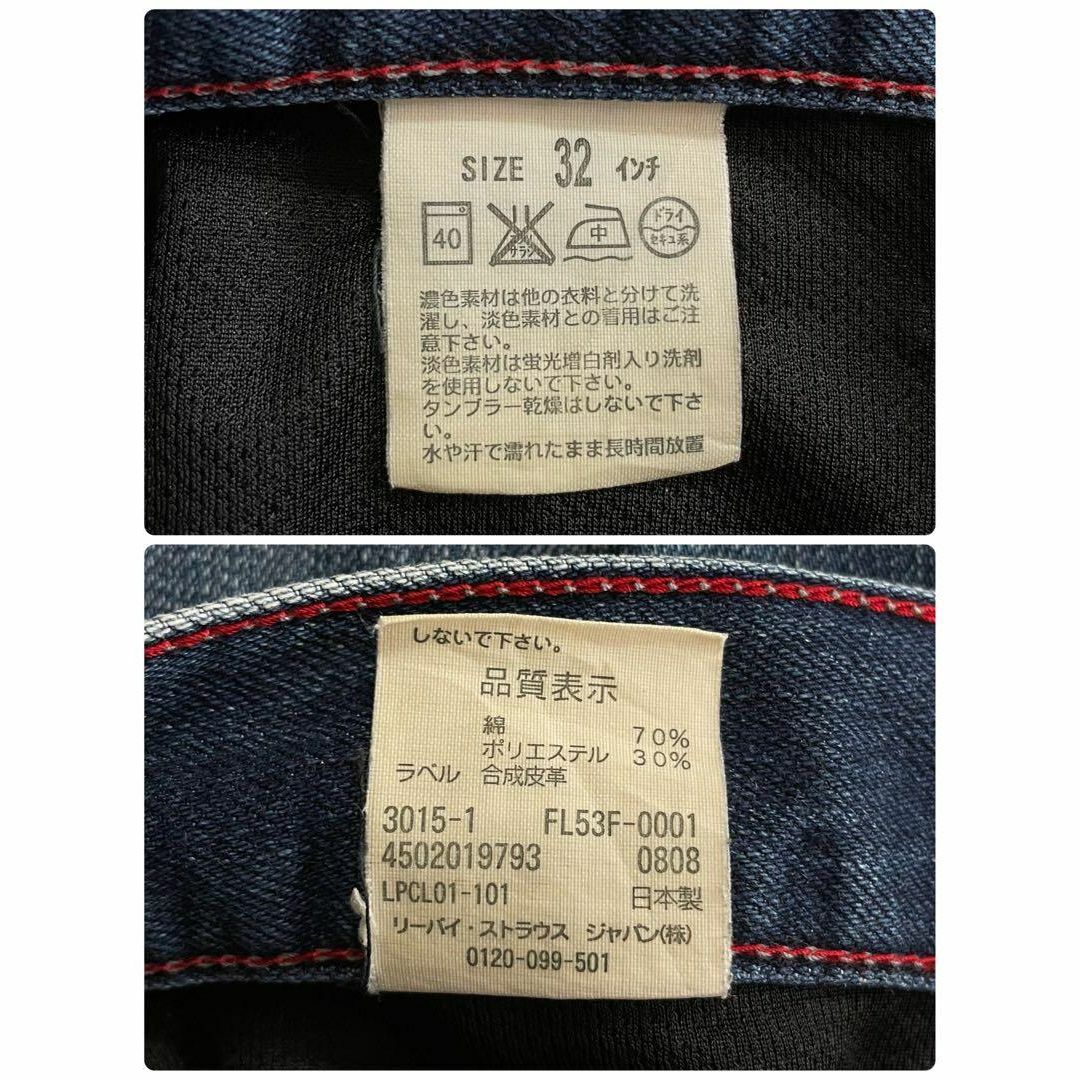 SIZE 32 インチ
40
エンソ
サラシ
中
ドライ
セキユ系
濃色素材は他の衣料と分けて洗
濯し、淡色素材との着用はご注
意下さい。
淡色素材は蛍光増白剤入り洗剤
を使用しないで下さい。
タンブラー乾燥はしないで下さ
い。
水や汗で濡れたまま長時間放置
しないで下さい。
品質表示
綿 70%
ポリエステル 30%
ラベル 合成皮革
3015-1 FL53F-0001
4502019793 0808
LPCL01-101 日本製
リーバイ・ストラウス ジャパン(株)
0120-099-501